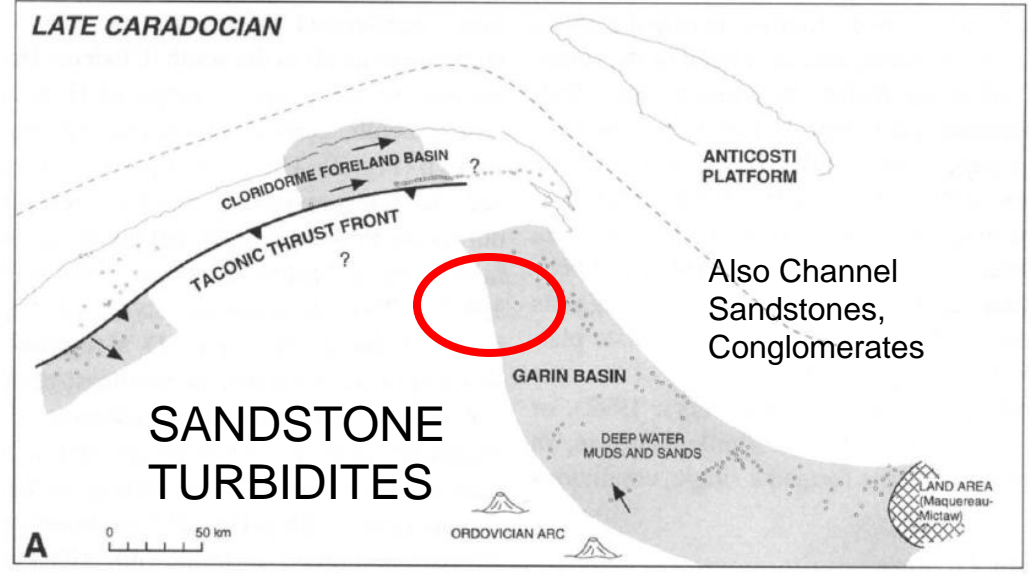 LATE CARADOCIAN
CLORIDORME FORELAND BASIN
?
TACONIC THRUST FRONT
?
ANTICOSTI
PLATFORM
Also Channel
Sandstones,
Conglomerates
GARIN BASIN
SANDSTONE
TURBIDITES
DEEP WATER
MUDS AND SANDS
LAND AREA
(Maquereau-
Mictaw)
ORDOVICIAN ARC
A
0
50 km